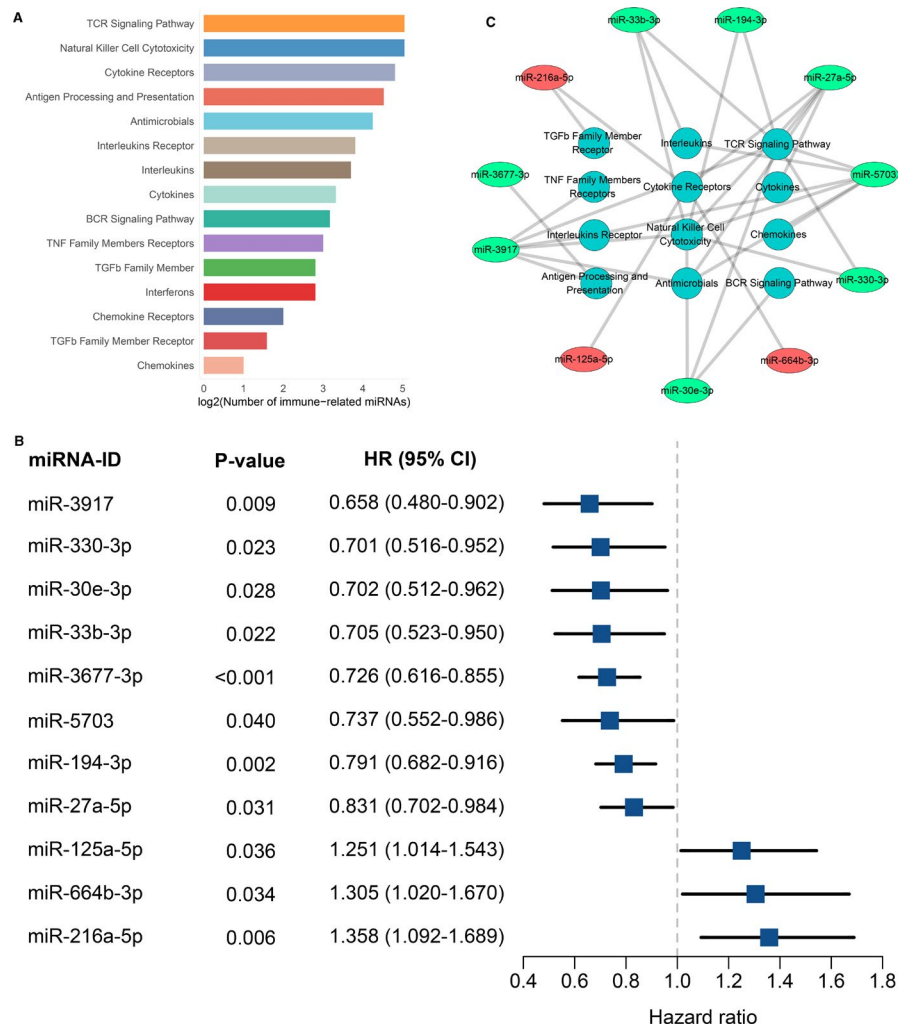 A
TCR Signaling Pathway
Natural Killer Cell Cytotoxicity
Cytokine Receptors
Antigen Processing and Presentation
Antimicrobials
Interleukins Receptor
Interleukins
Cytokines
BCR Signaling Pathway
TNF Family Members Receptors
TGFb Family Member
Interferons
Chemokine Receptors
TGFb Family Member Receptor
Chemokines
0 1 2 3 4 5
log2(Number of immune−related miRNAs)
C
miR-33b-3p miR-194-3p
miR-216a-5p miR-27a-5p
TGFb Family Member
Receptor
Interleukins
TCR Signaling Pathway
miR-3677-3p miR-5703
TNF Family Members
Receptors
Cytokine Receptors
Cytokines
miR-3917
Interleukins Receptor
Natural Killer Cell
Cytotoxicity
Chemokines
Antigen Processing and
Presentation
Antimicrobials
BCR Signaling Pathway
miR-330-3p
miR-125a-5p miR-664b-3p
miR-30e-3p
B
miRNA-ID P-value HR (95% CI)
miR-3917 0.009 0.658 (0.480-0.902)
miR-330-3p 0.023 0.701 (0.516-0.952)
miR-30e-3p 0.028 0.702 (0.512-0.962)
miR-33b-3p 0.022 0.705 (0.523-0.950)
miR-3677-3p <0.001 0.726 (0.616-0.855)
miR-5703 0.040 0.737 (0.552-0.986)
miR-194-3p 0.002 0.791 (0.682-0.916)
miR-27a-5p 0.031 0.831 (0.702-0.984)
miR-125a-5p 0.036 1.251 (1.014-1.543)
miR-664b-3p 0.034 1.305 (1.020-1.670)
miR-216a-5p 0.006 1.358 (1.092-1.689)
0.4 0.6 0.8 1.0 1.2 1.4 1.6 1.8
Hazard ratio